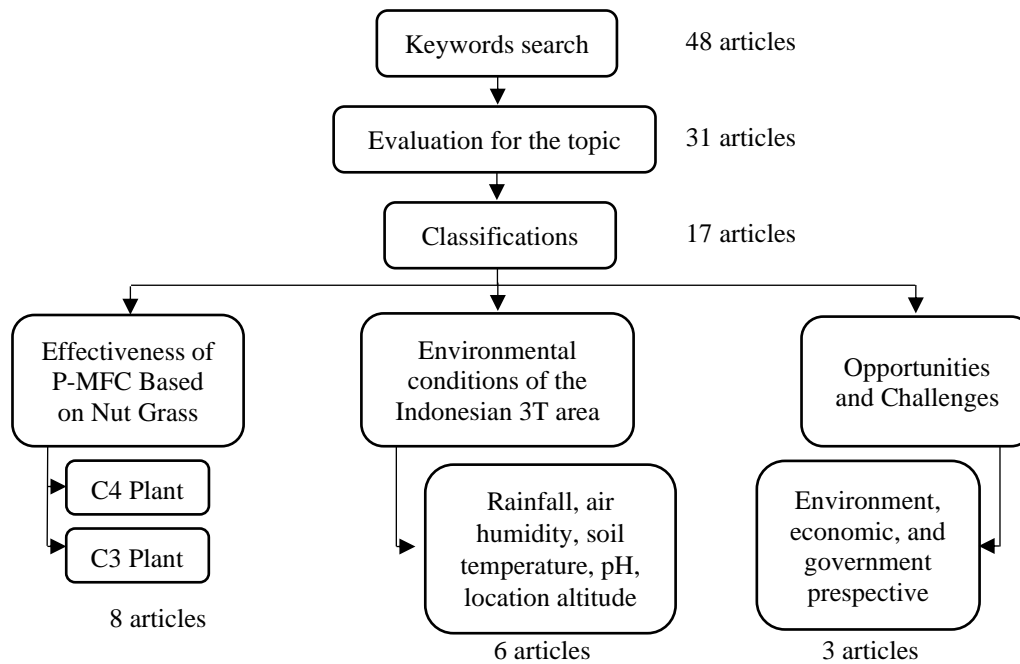 Keywords search
48 articles
Evaluation for the topic
31 articles
Classifications
17 articles
Effectiveness of
P-MFC Based
on Nut Grass
C4 Plant
C3 Plant
8 articles
Environmental
conditions of the
Indonesian 3T area
Rainfall, air
humidity, soil
temperature, pH,
location altitude
6 articles
Opportunities
and Challenges
Environment,
economic, and
government
prespective
3 articles